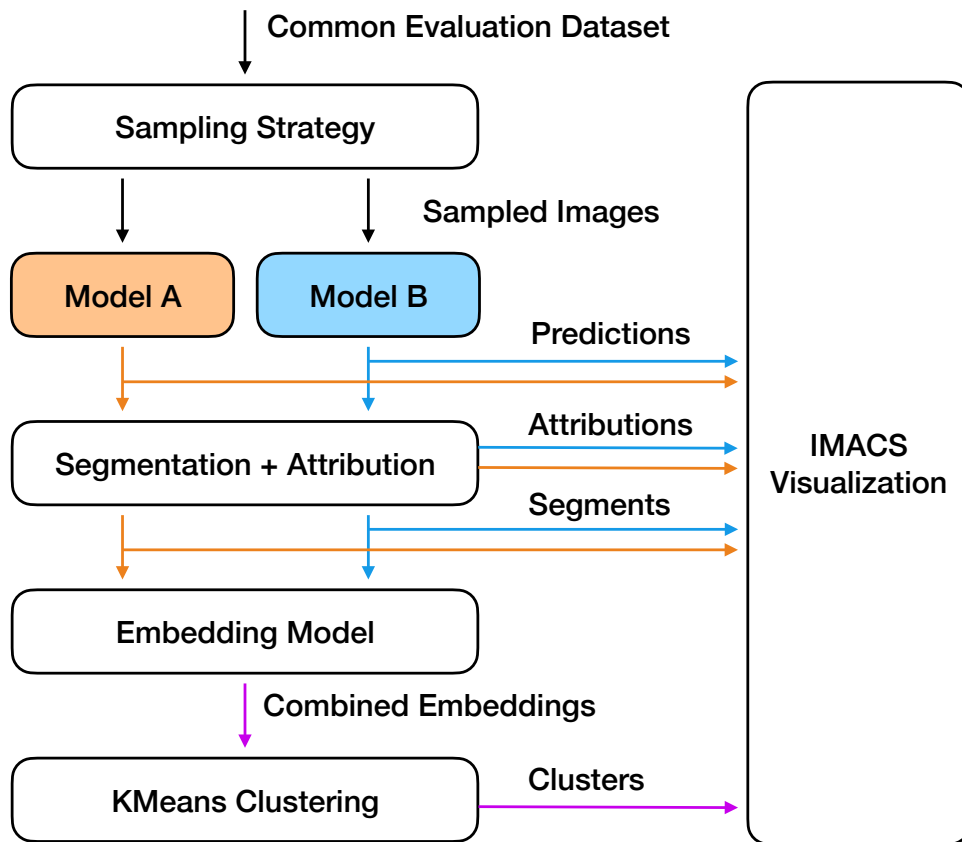 Common Evaluation Dataset
Sampling Strategy
Sampled Images
Model A
Model B
Predictions
Attributions
Segmentation + Attribution
IMACS
Visualization
Segments
Embedding Model
Combined Embeddings
KMeans Clustering
Clusters